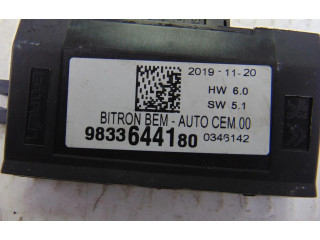 2019-11-20
HW 6.0
SW 5.1
BITRON BEM - AUTO CEM 00
9833644180 0346142